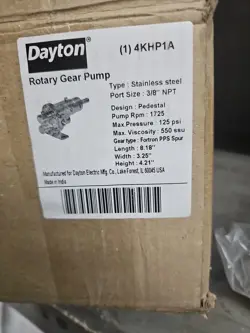 Dayton®
(1) 4KHP1A
Rotary Gear Pump
Type : Stainless steel
Port Size : 3/8" NPT
Design : Pedestal
Pump Rpm : 1725
Max.Pressure : 125 psi
Max. Viscosity : 550 ssu
Gear type : Fortron PPS Spur
Length : 8.18"
Width : 3.25"
Height : 4.21"
Manufactured for Dayton Electric Mfg. Co., Lake Forest, IL 60045 USA
Made in India